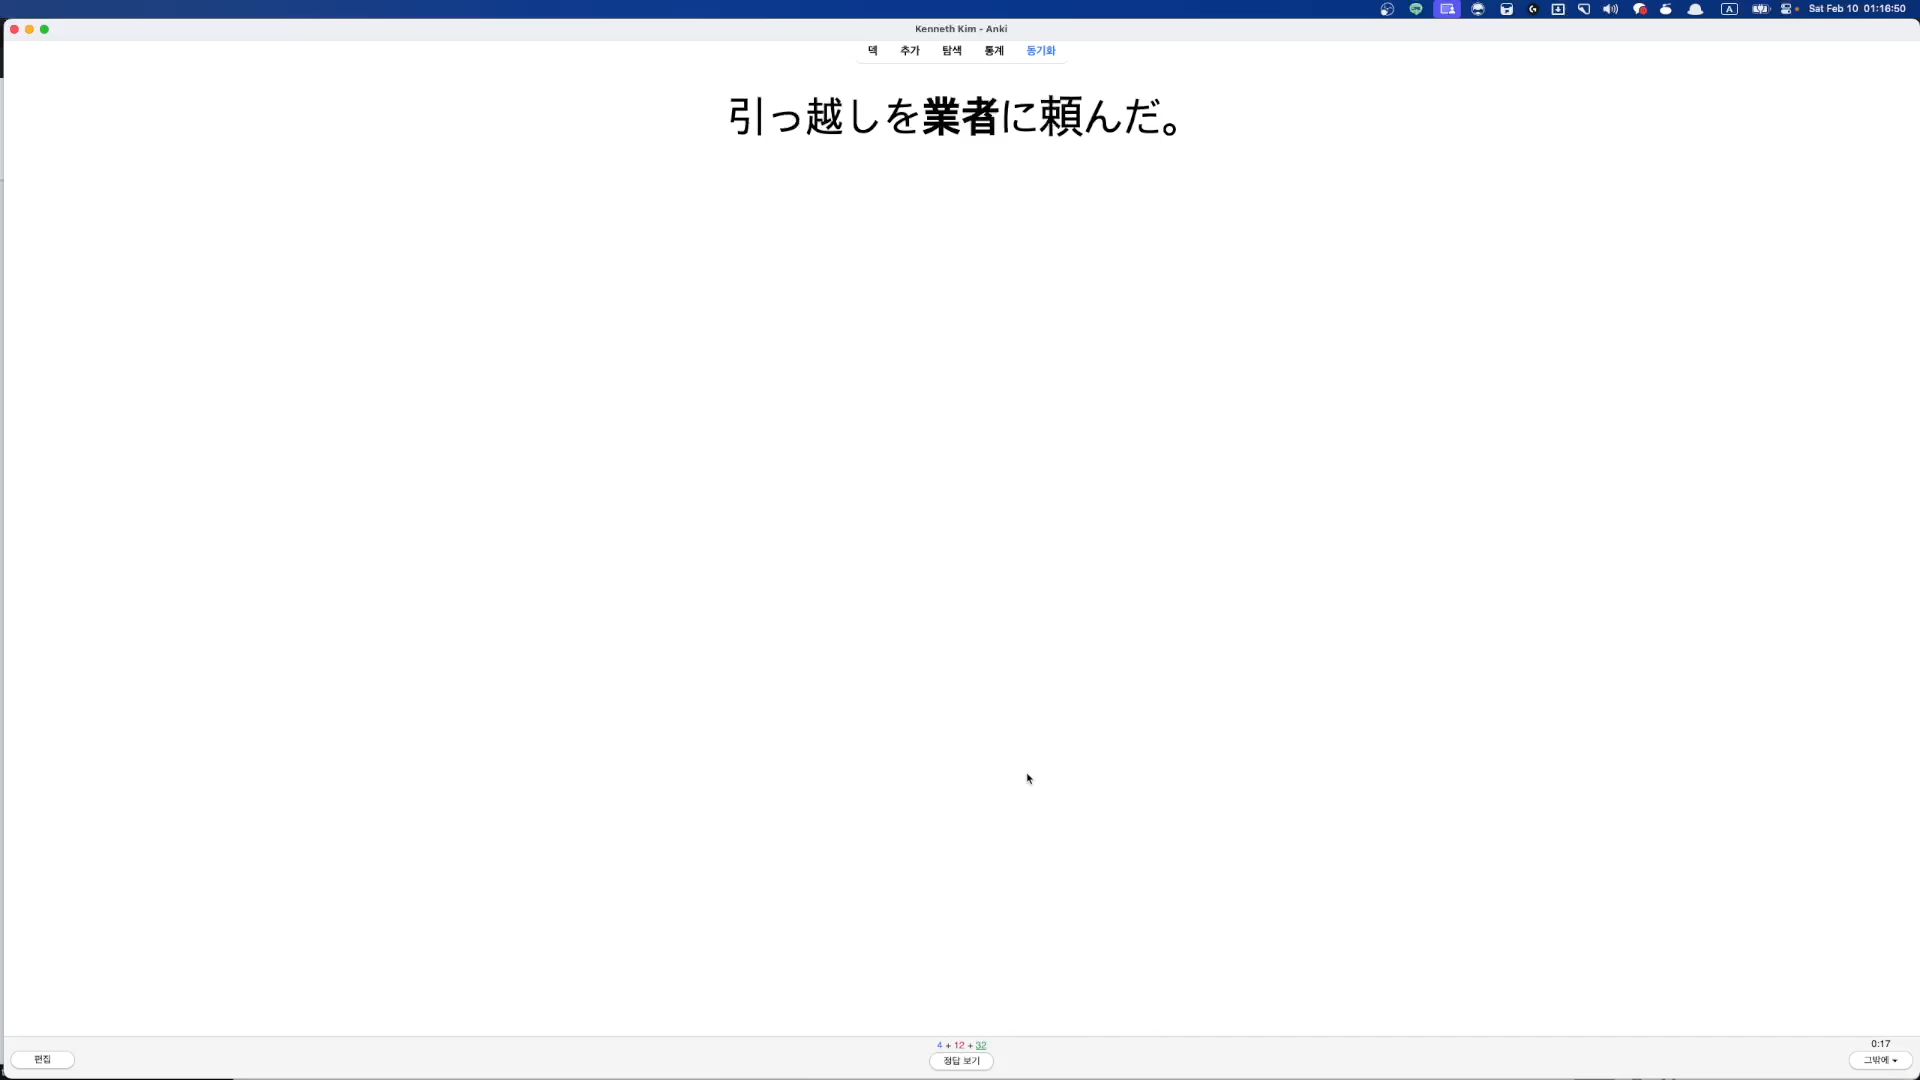 Sat Feb 10 01:16:50
Kenneth Kim - Anki
덱 추가 탐색 통계 동기화
引っ越しを業者に頼んだ。
4 + 12 + 32
0:17
편집 정답 보기 그밖에